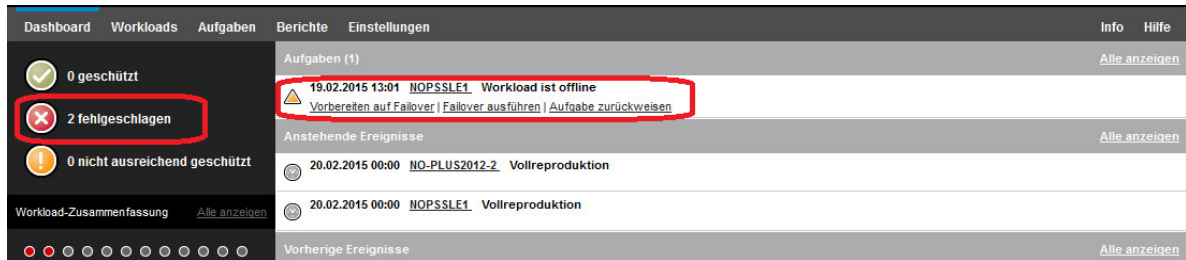 Dashboard Workloads Aufgaben Berichte Einstellungen Info Hilfe
0 geschützt
2 fehlgeschlagen
0 nicht ausreichend geschützt
Workload-Zusammenfassung Alle anzeigen
Aufgaben (1) Alle anzeigen
19.02.2015 13:01 NOPSSLE1 Workload ist offline
Vorbereiten auf Failover | Failover ausführen | Aufgabe zurückweisen
Anstehende Ereignisse Alle anzeigen
20.02.2015 00:00 NO-PLUS2012-2 Vollreproduktion
20.02.2015 00:00 NOPSSLE1 Vollreproduktion
Vorherige Ereignisse Alle anzeigen